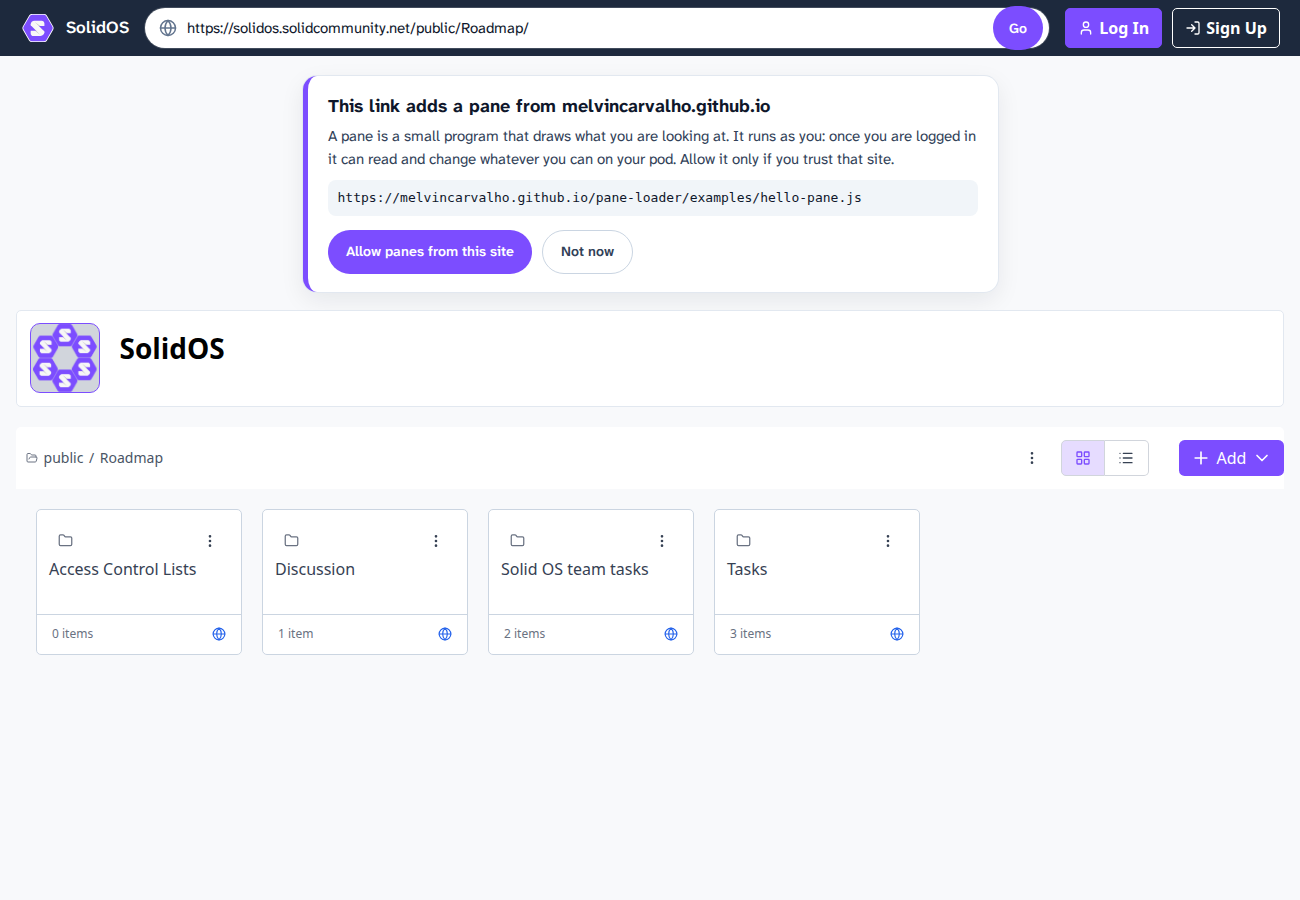 SolidOS
https://solidos.solidcommunity.net/public/Roadmap/
Go
Log In
Sign Up
This link adds a pane from melvincarvalho.github.io
A pane is a small program that draws what you are looking at. It runs as you: once you are logged in
it can read and change whatever you can on your pod. Allow it only if you trust that site.
https://melvincarvalho.github.io/pane-loader/examples/hello-pane.js
Allow panes from this site
Not now
SolidOS
public / Roadmap
Add
Access Control Lists
0 items
Discussion
1 item
Solid OS team tasks
2 items
Tasks
3 items